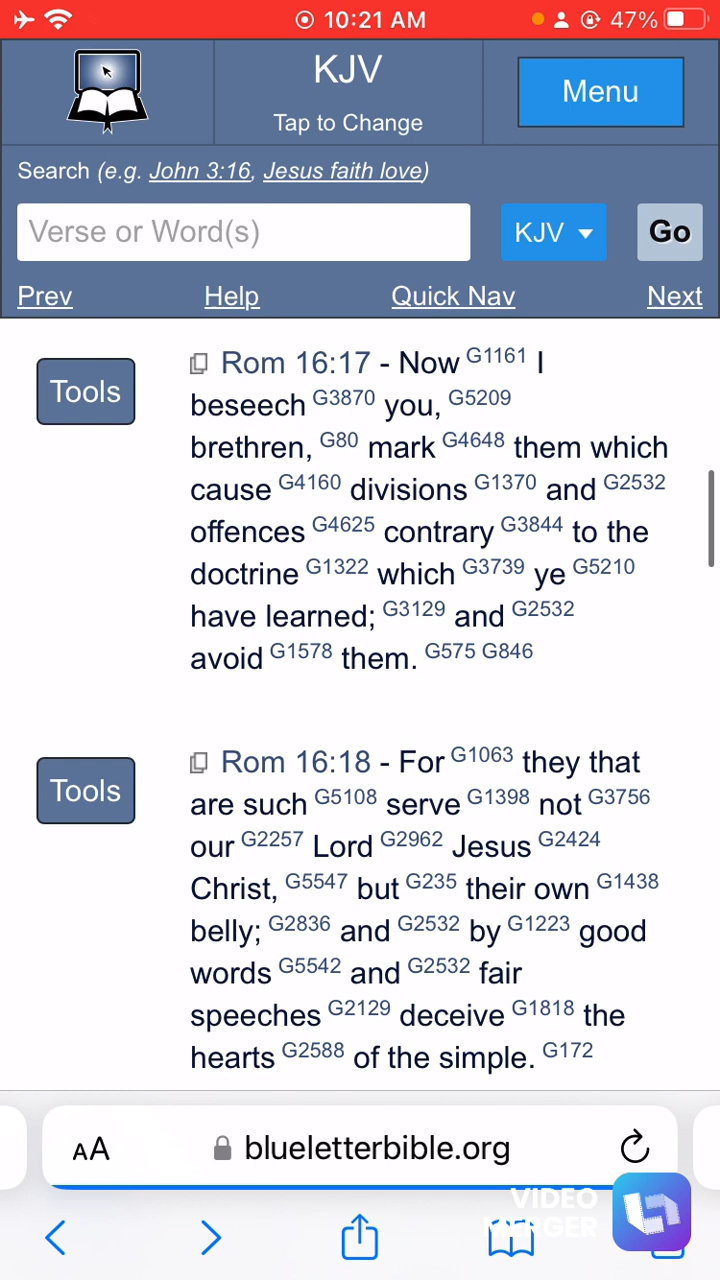 10:21 AM
47%
KJV
Tap to Change
Menu
Search (e.g. John 3:16, Jesus faith love)
Verse or Word(s)
KJV
Go
Prev Help Quick Nav Next
Tools
Rom 16:17 - Now G1161 I
beseech G3870 you, G5209
brethren, G80 mark G4648 them which
cause G4160 divisions G1370 and G2532
offences G4625 contrary G3844 to the
doctrine G1322 which G3739 ye G5210
have learned; G3129 and G2532
avoid G1578 them. G575 G846
Tools
Rom 16:18 - For G1063 they that
are such G5108 serve G1398 not G3756
our G2257 Lord G2962 Jesus G2424
Christ, G5547 but G235 their own G1438
belly; G2836 and G2532 by G1223 good
words G5542 and G2532 fair
speeches G2129 deceive G1818 the
hearts G2588 of the simple. G172
AA blueletterbible.org
VIDEO
MERGER